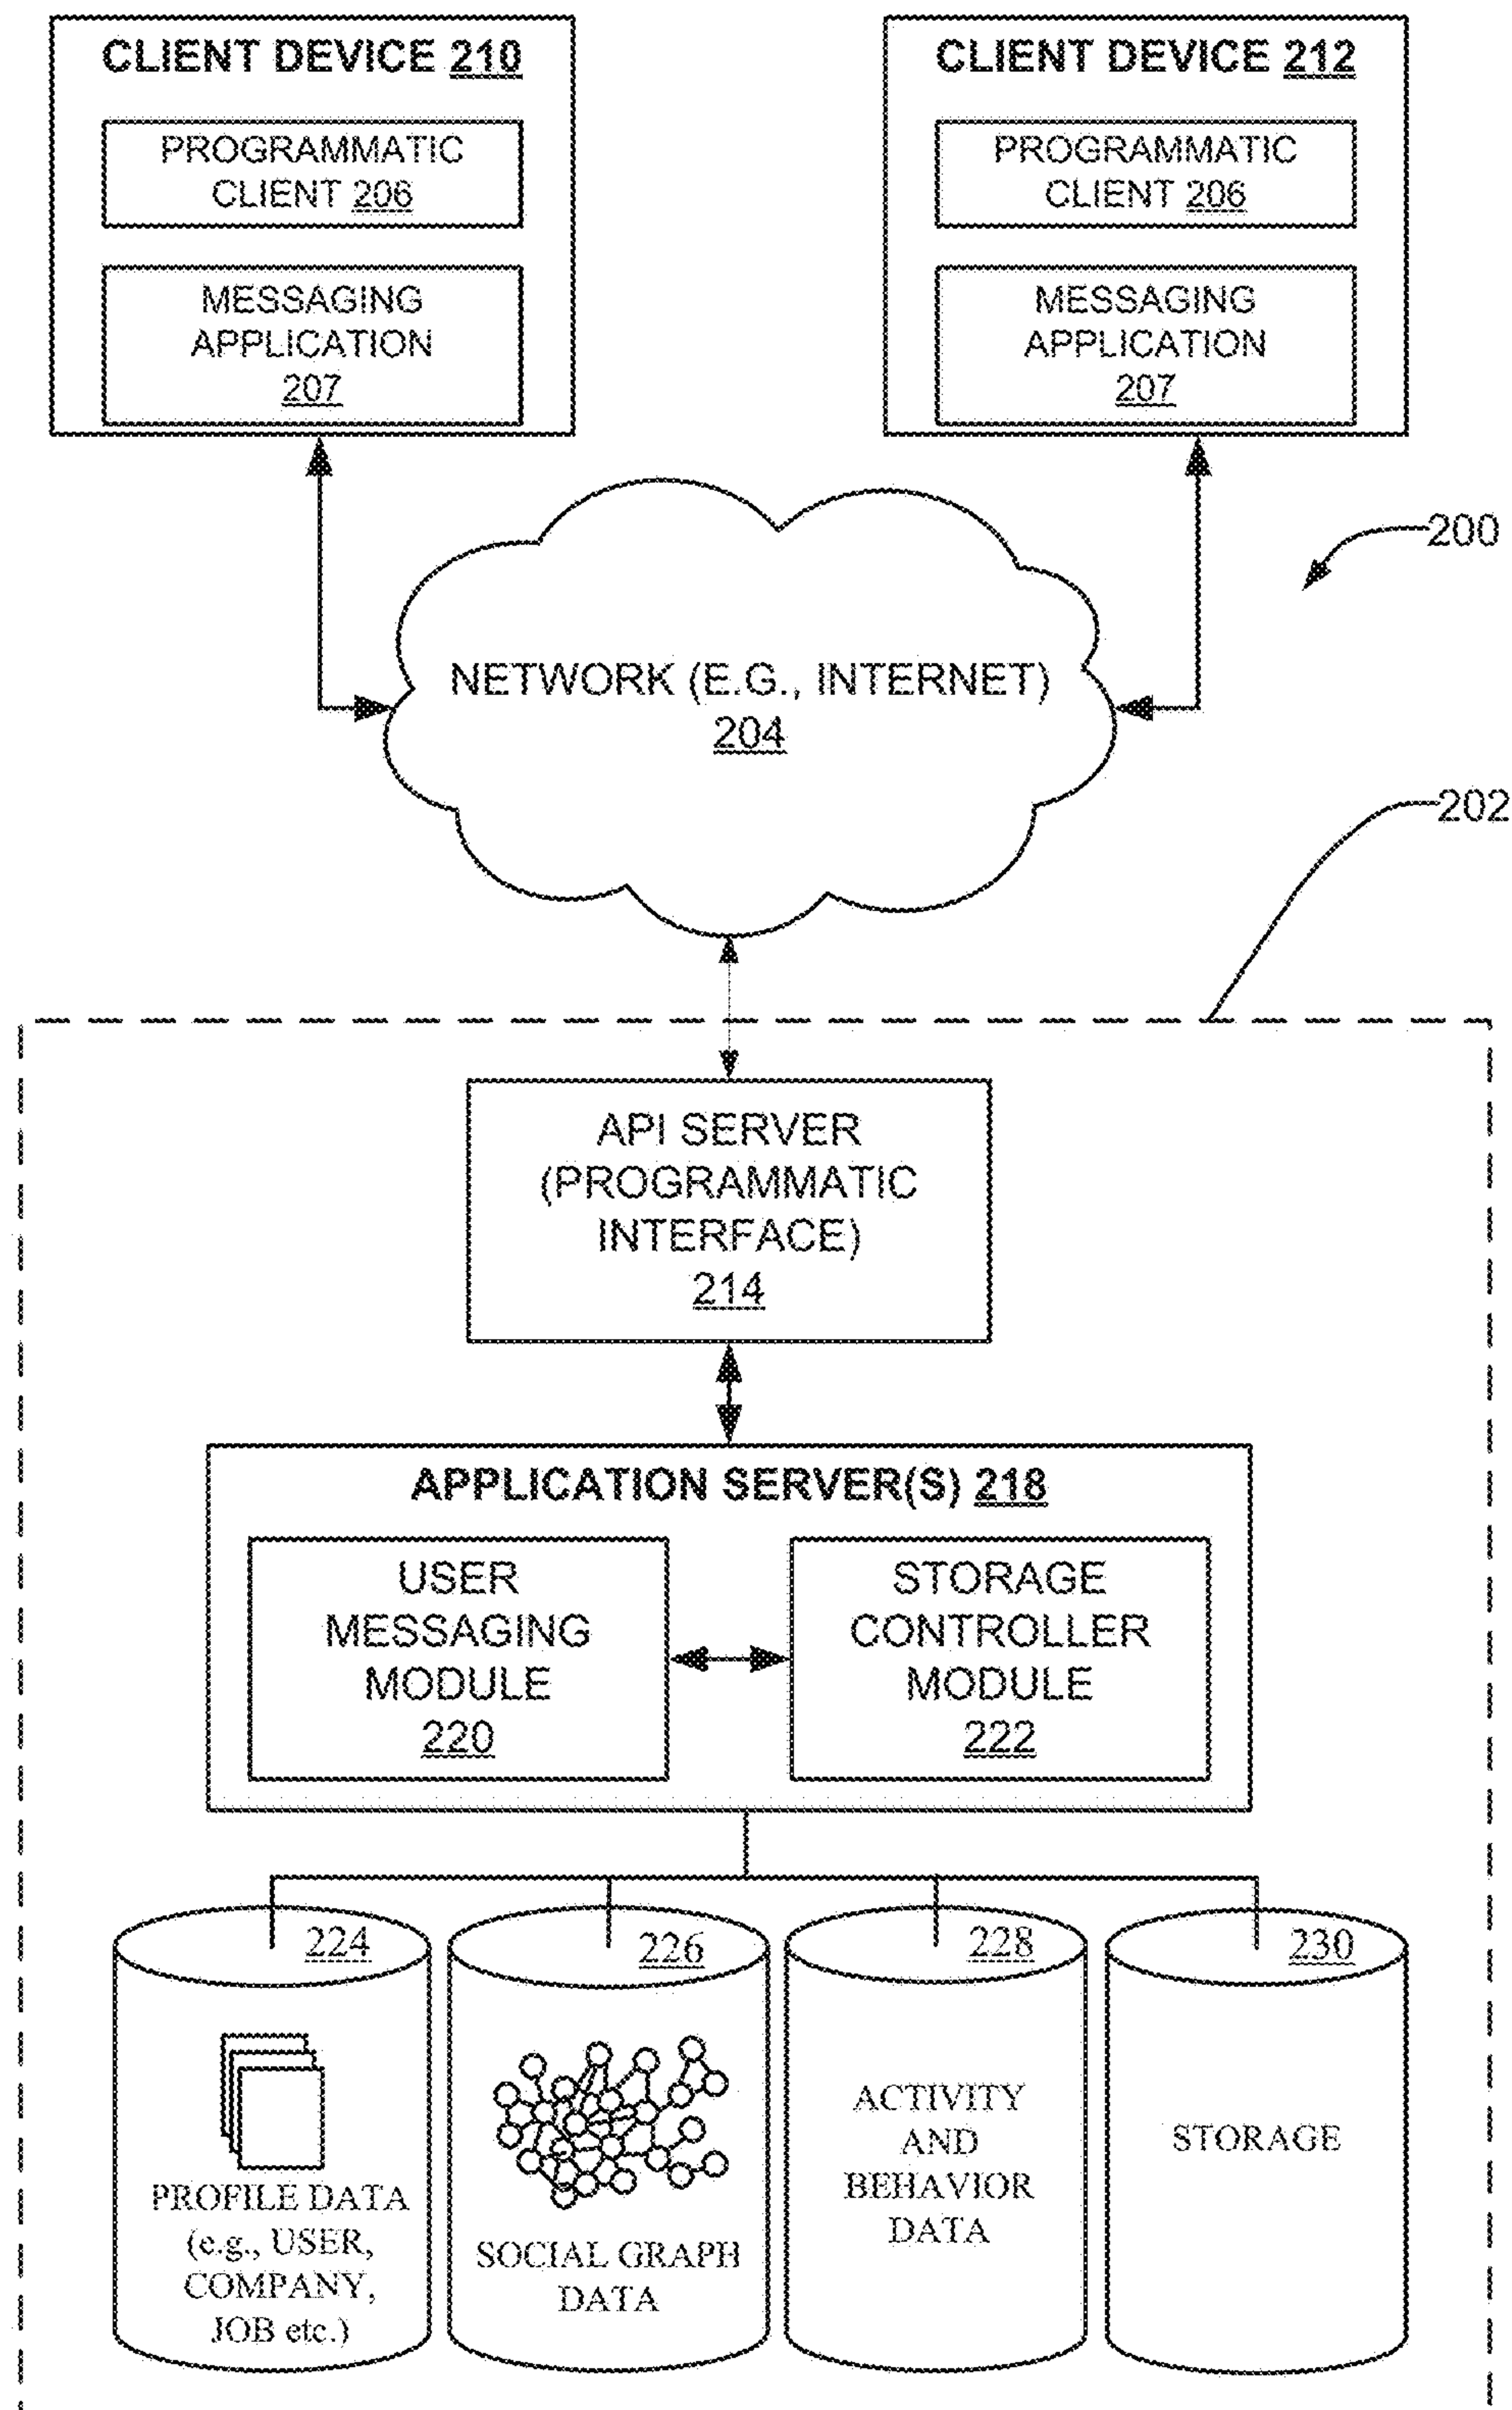 CLIENT DEVICE 210
PROGRAMMATIC
CLIENT 206
MESSAGING
APPLICATION
207
CLIENT DEVICE 212
PROGRAMMATIC
CLIENT 206
MESSAGING
APPLICATION
207
200
NETWORK (E.G., INTERNET)
204
202
API SERVER
(PROGRAMMATIC
INTERFACE)
214
APPLICATION SERVER(S) 218
USER
MESSAGING
MODULE
220
STORAGE
CONTROLLER
MODULE
222
224
PROFILE DATA
(e.g., USER,
COMPANY,
JOB etc.)
226
SOCIAL GRAPH
DATA
228
ACTIVITY
AND
BEHAVIOR
DATA
230
STORAGE